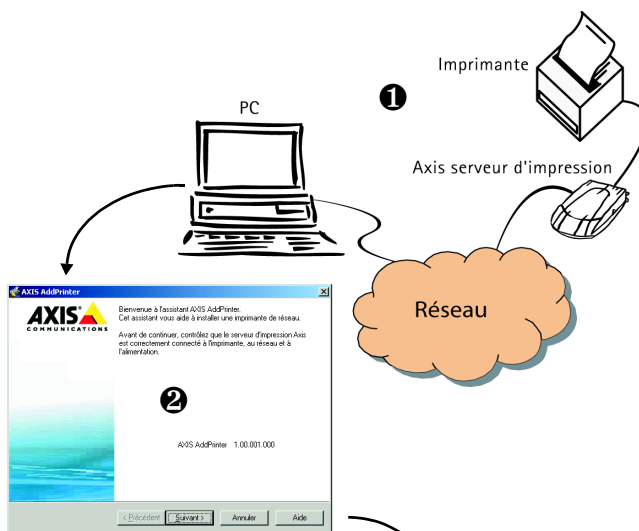 Imprimante
❶
PC
Axis serveur d'impression
Réseau
AXIS AddPrinter
AXIS
COMMUNICATIONS
Bienvenue à l'assistant AXIS AddPrinter.
Cet assistant vous aide à installer une imprimante de réseau.
Avant de continuer, contrôlez que le serveur d'impression Axis
est correctement connecté à l'imprimante, au réseau et à
l'alimentation.
❷
AXIS AddPrinter 1.00.001.000
< Précédent Suivant > Annuler Aide